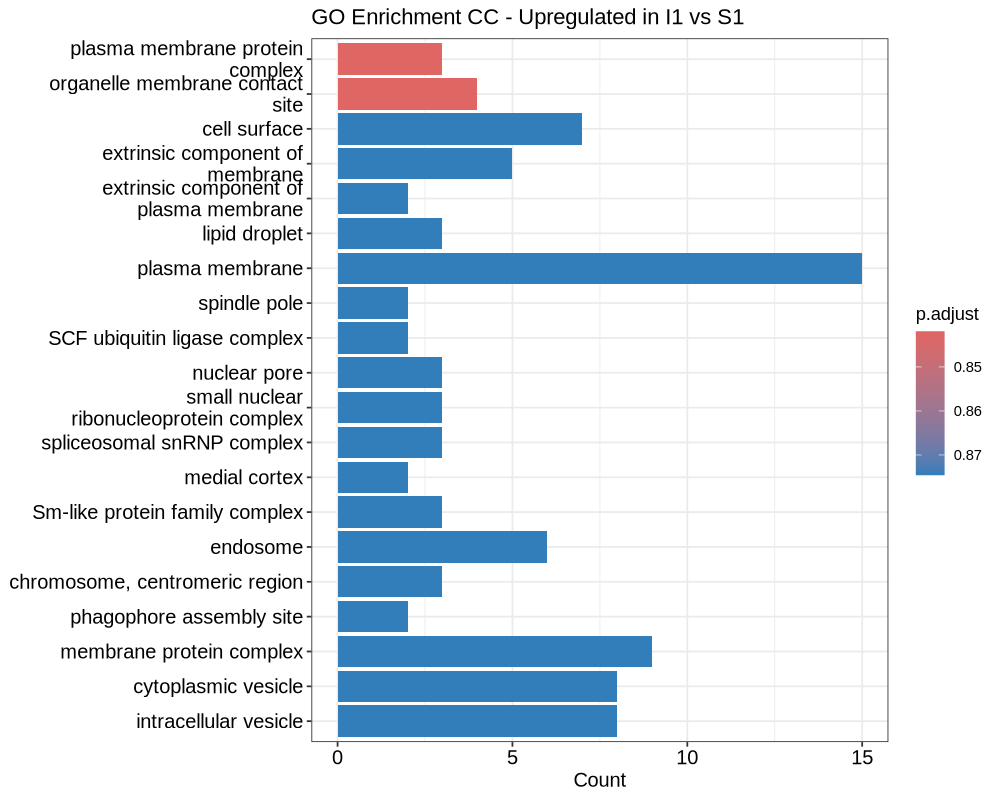 GO Enrichment CC - Upregulated in I1 vs S1
plasma membrane protein
complex
organelle membrane contact
site
cell surface
extrinsic component of
membrane
extrinsic component of
plasma membrane
lipid droplet
plasma membrane
spindle pole
SCF ubiquitin ligase complex
nuclear pore
small nuclear
ribonucleoprotein complex
spliceosomal snRNP complex
medial cortex
Sm-like protein family complex
endosome
chromosome, centromeric region
phagophore assembly site
membrane protein complex
cytoplasmic vesicle
intracellular vesicle
0 5 10 15
Count
p.adjust
0.85
0.86
0.87